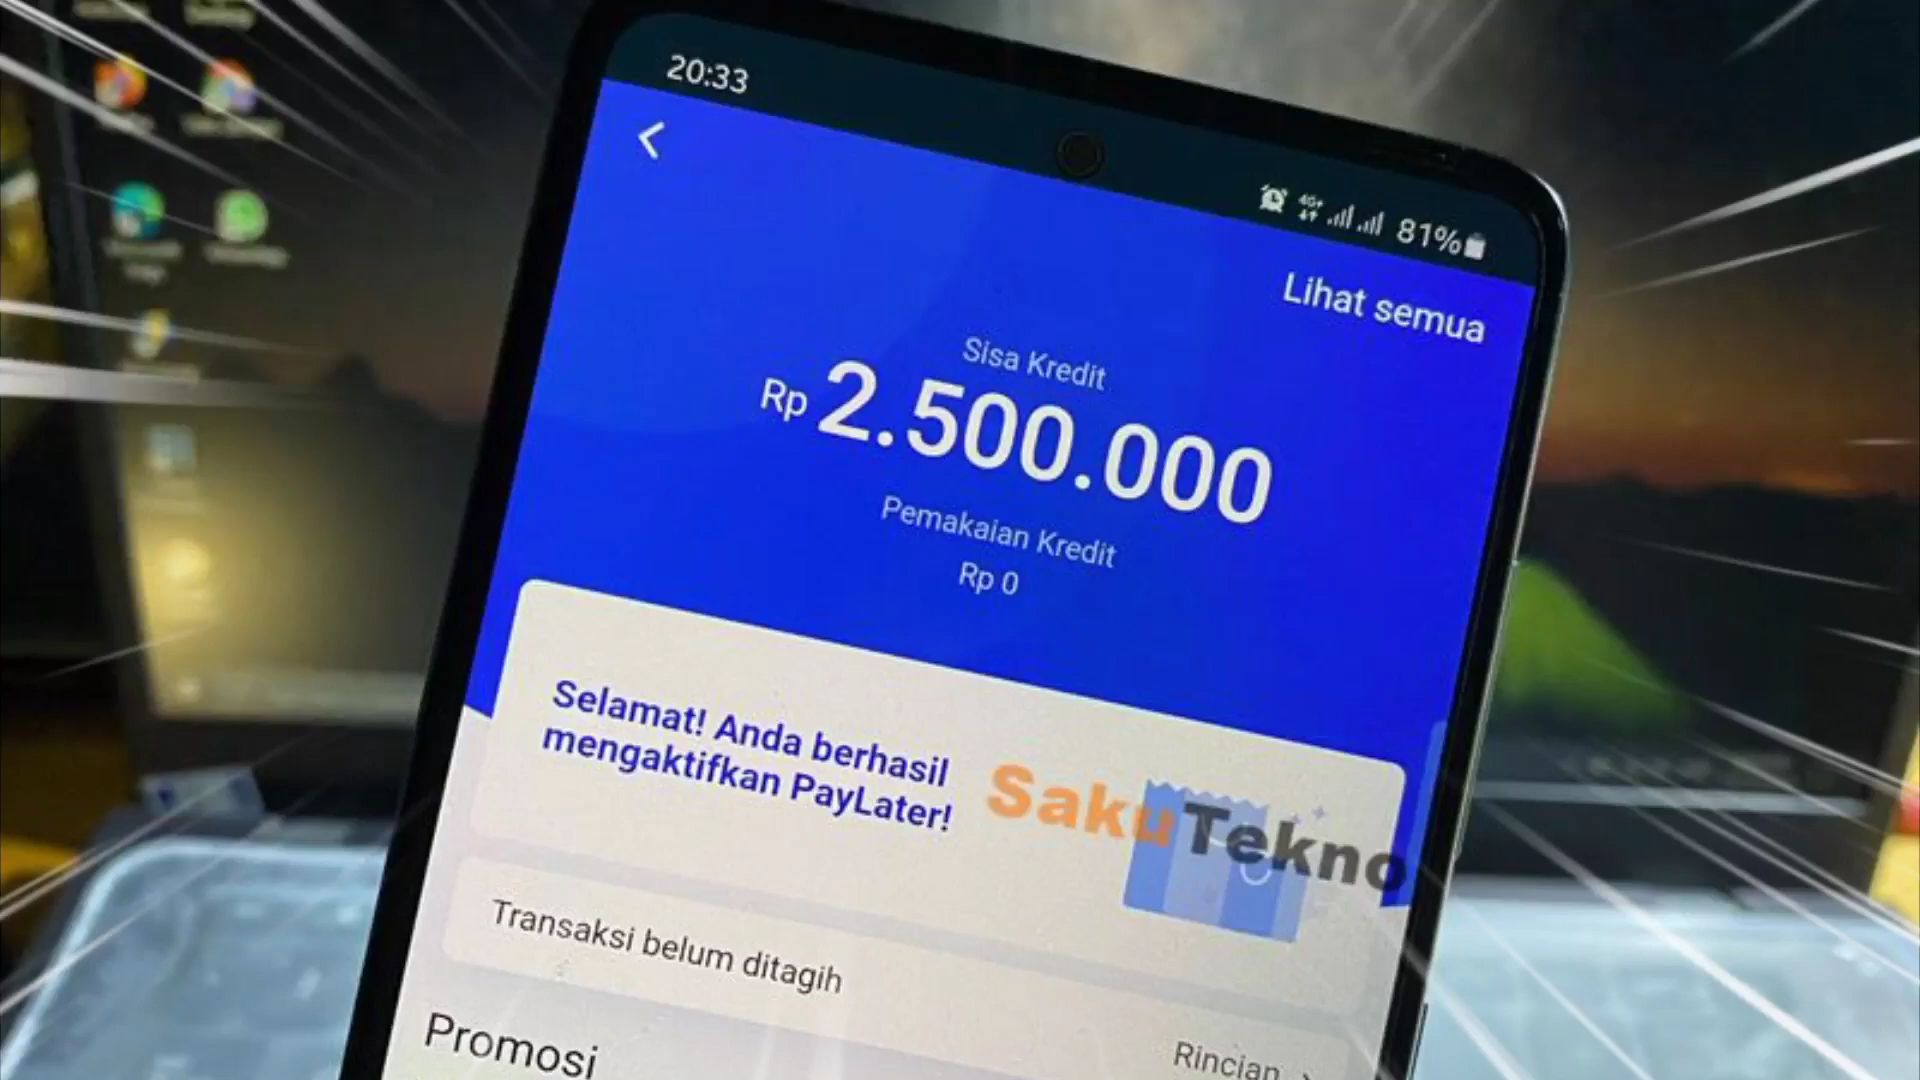 20:33
4G+
81%
Lihat semua
Sisa Kredit
Rp 2.500.000
Pemakaian Kredit
Rp 0
Selamat! Anda berhasil
mengaktifkan PayLater!
SakuTekno
Transaksi belum ditagih
Rincian
Promosi